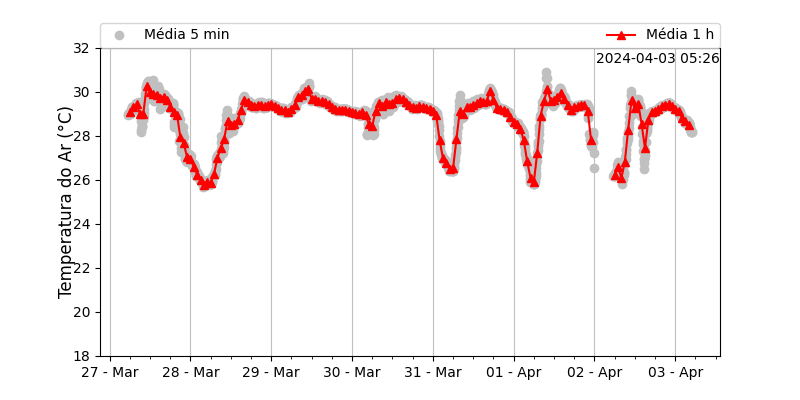 Média 5 min
Média 1 h
2024-04-03 05:26
Temperatura do Ar (°C)
32
30
28
26
24
22
20
18
27 - Mar
28 - Mar
29 - Mar
30 - Mar
31 - Mar
01 - Apr
02 - Apr
03 - Apr